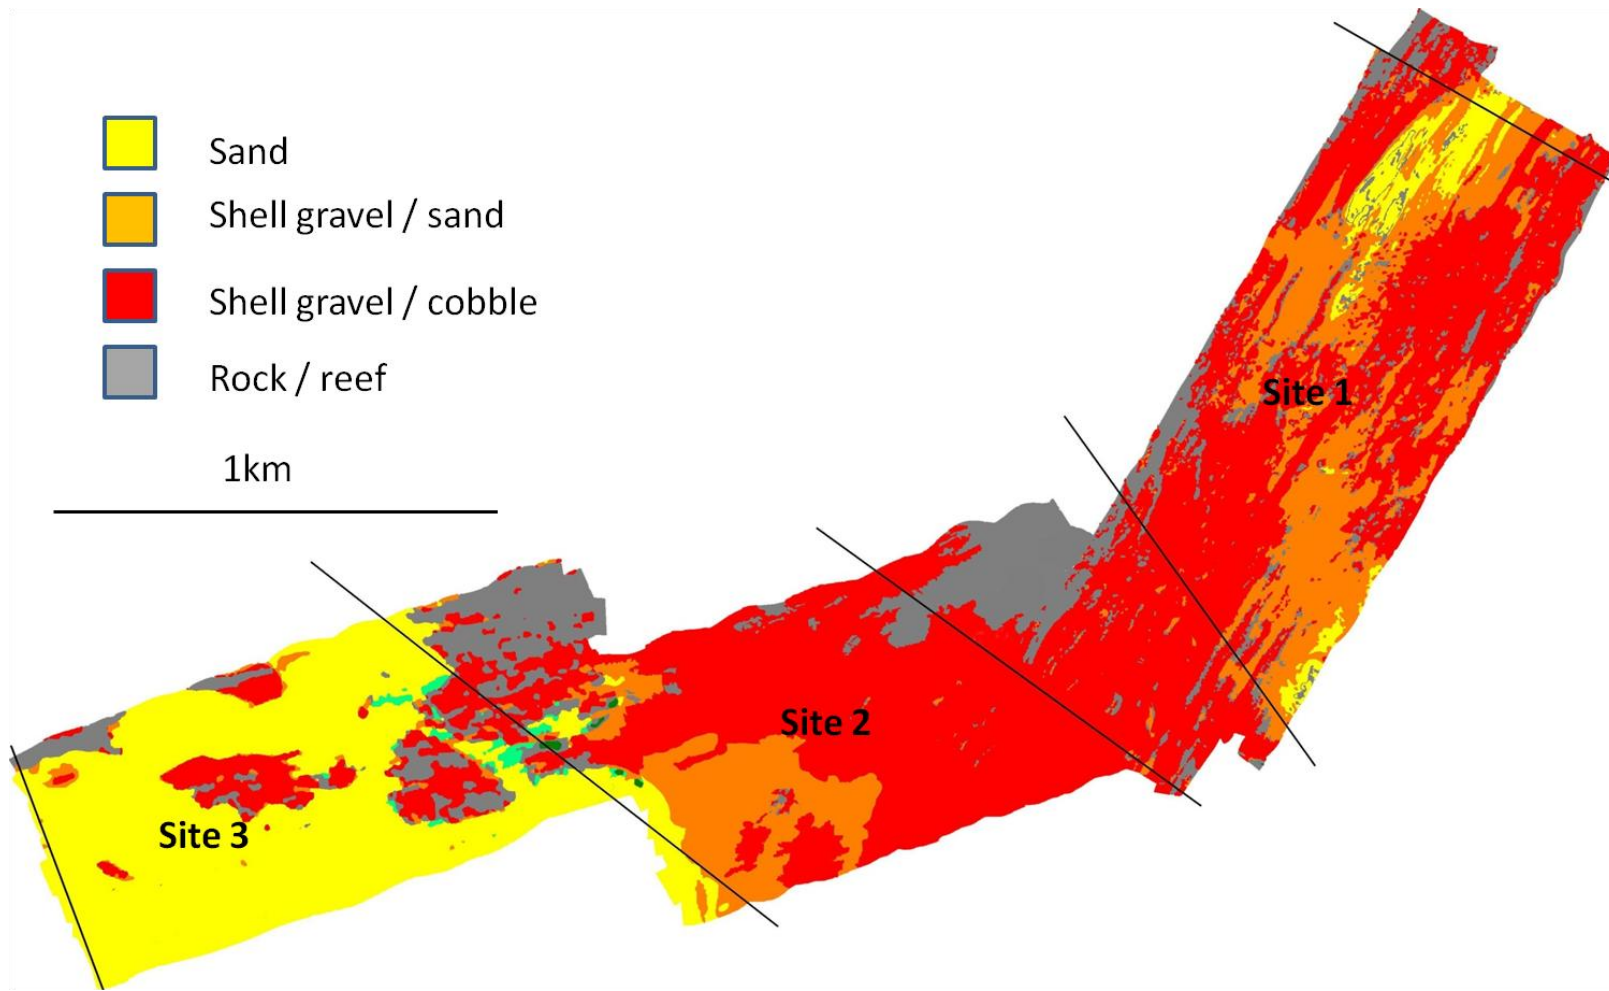 Sand
Shell gravel / sand
Shell gravel / cobble
Rock / reef
1km
Site 1
Site 2
Site 3